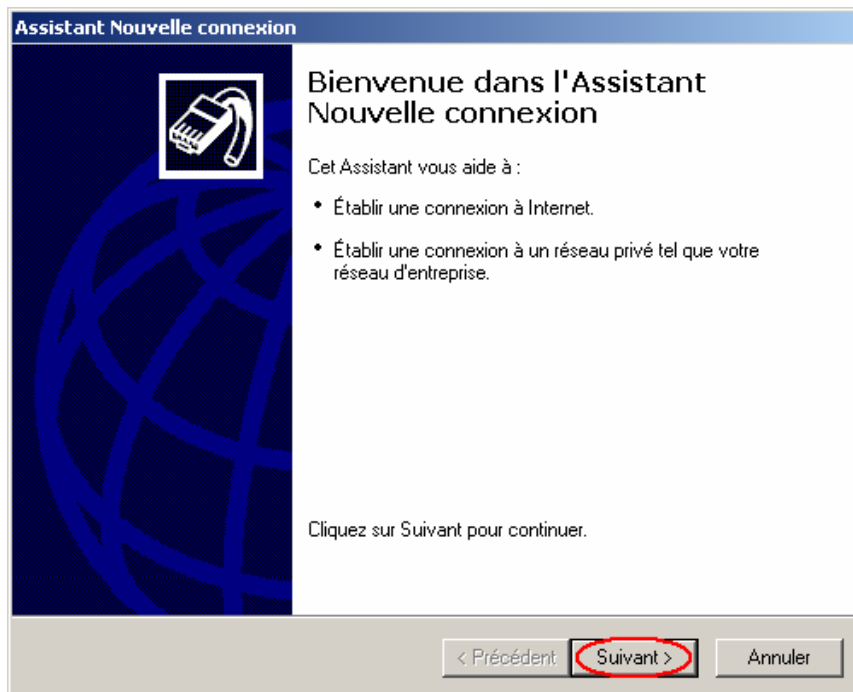 Assistant Nouvelle connexion
Bienvenue dans l'Assistant
Nouvelle connexion
Cet Assistant vous aide à :
• Établir une connexion à Internet.
• Établir une connexion à un réseau privé tel que votre
réseau d'entreprise.
Cliquez sur Suivant pour continuer.
< Précédent Suivant > Annuler